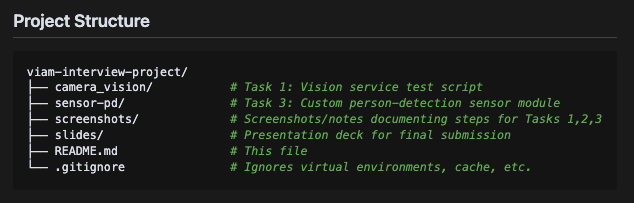 Project Structure
viam-interview-project/
├── camera_vision/ # Task 1: Vision service test script
├── sensor-pd/ # Task 3: Custom person-detection sensor module
├── screenshots/ # Screenshots/notes documenting steps for Tasks 1,2,3
├── slides/ # Presentation deck for final submission
├── README.md # This file
└── .gitignore # Ignores virtual environments, cache, etc.